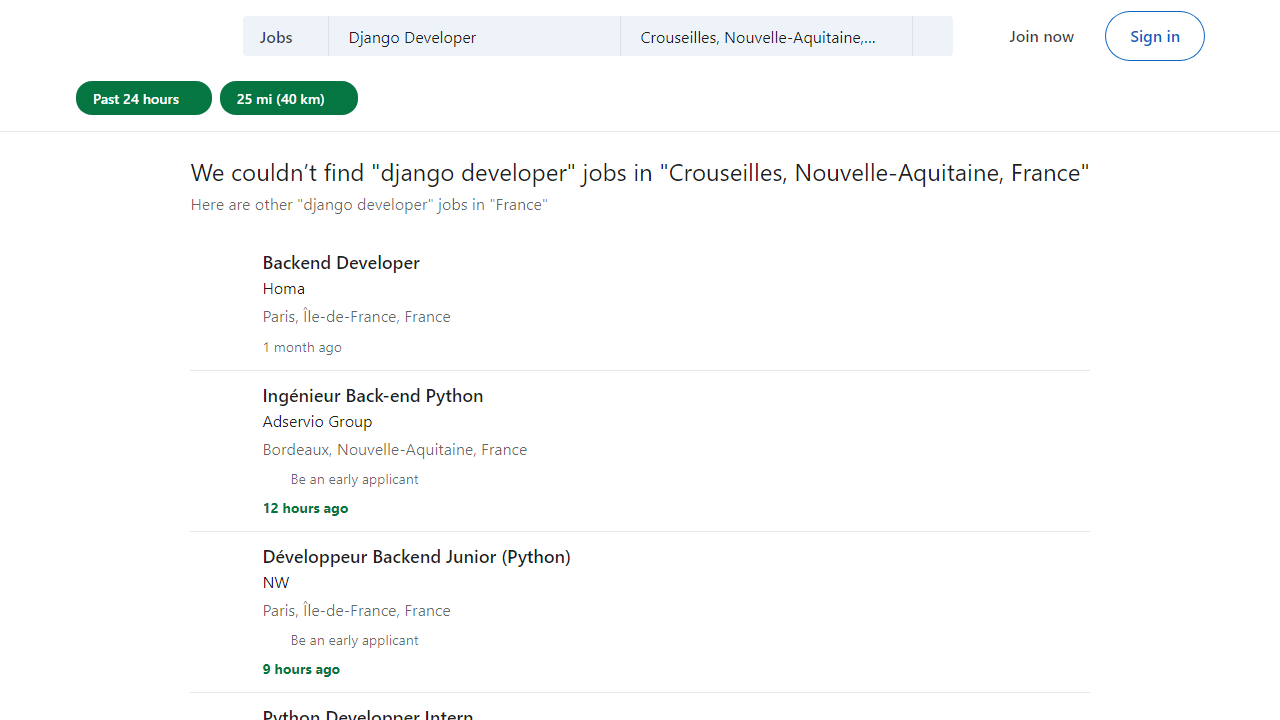 Jobs
Django Developer
Crouseilles, Nouvelle-Aquitaine,...
Join now
Sign in
Past 24 hours
25 mi (40 km)
We couldn’t find "django developer" jobs in "Crouseilles, Nouvelle-Aquitaine, France"
Here are other "django developer" jobs in "France"
Backend Developer
Homa
Paris, Île-de-France, France
1 month ago
Ingénieur Back-end Python
Adservio Group
Bordeaux, Nouvelle-Aquitaine, France
Be an early applicant
12 hours ago
Développeur Backend Junior (Python)
NW
Paris, Île-de-France, France
Be an early applicant
9 hours ago
Python Developper Intern